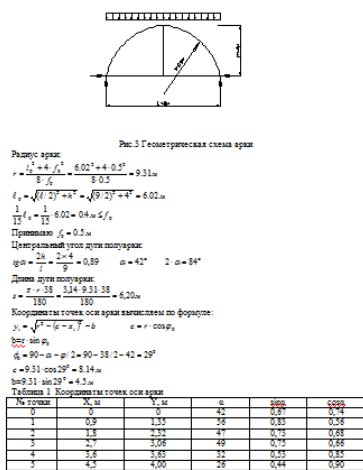 Рис.3 Геометрическая схема арки
Радиус арки:
r = (l₀² + 4·f₀²) / (8·f₀) = (6.02² + 4·0.5²) / (8·0.5) = 9.31м
ℓ₀ = √((ℓ/2)² + h²) = √((9/2)² + 4²) = 6.02м
1/15 ℓ₀ = 1/15 · 6.02 = 0.4м ≤ f₀
Принимаю f₀ = 0.5м
Центральный угол дуги полуарки:
tgα = 2h/l = 2×4/9 = 0,89 α = 42° 2·α = 84°
Длина дуги полуарки:
s = π·r·38/180 = 3,14·9.31·38/180 = 6,20м
Координаты точек оси арки вычисляем по формуле:
yᵢ = √(r² − (c − xᵢ)²) − b c = r·cosφ₀
b=r·sin φ₀
φ₀ = 90 − α − φ/2 = 90 − 38/2 − 42 = 29⁰
c = 9.31·cos29⁰ = 8.14м
b=9.31·sin29⁰ = 4.5м
Таблица 1 Координаты точек оси арки
№ точки X, м Y, м α sinα cosα
0 0 0 42 0,67 0,74
1 0,9 1,35 56 0,83 0,56
2 1,8 2,32 47 0,73 0,68
3 2,7 3,06 49 0,75 0,66
4 3,6 3,63 32 0,53 0,85
5 4,5 4,00 26 0,44 0,90